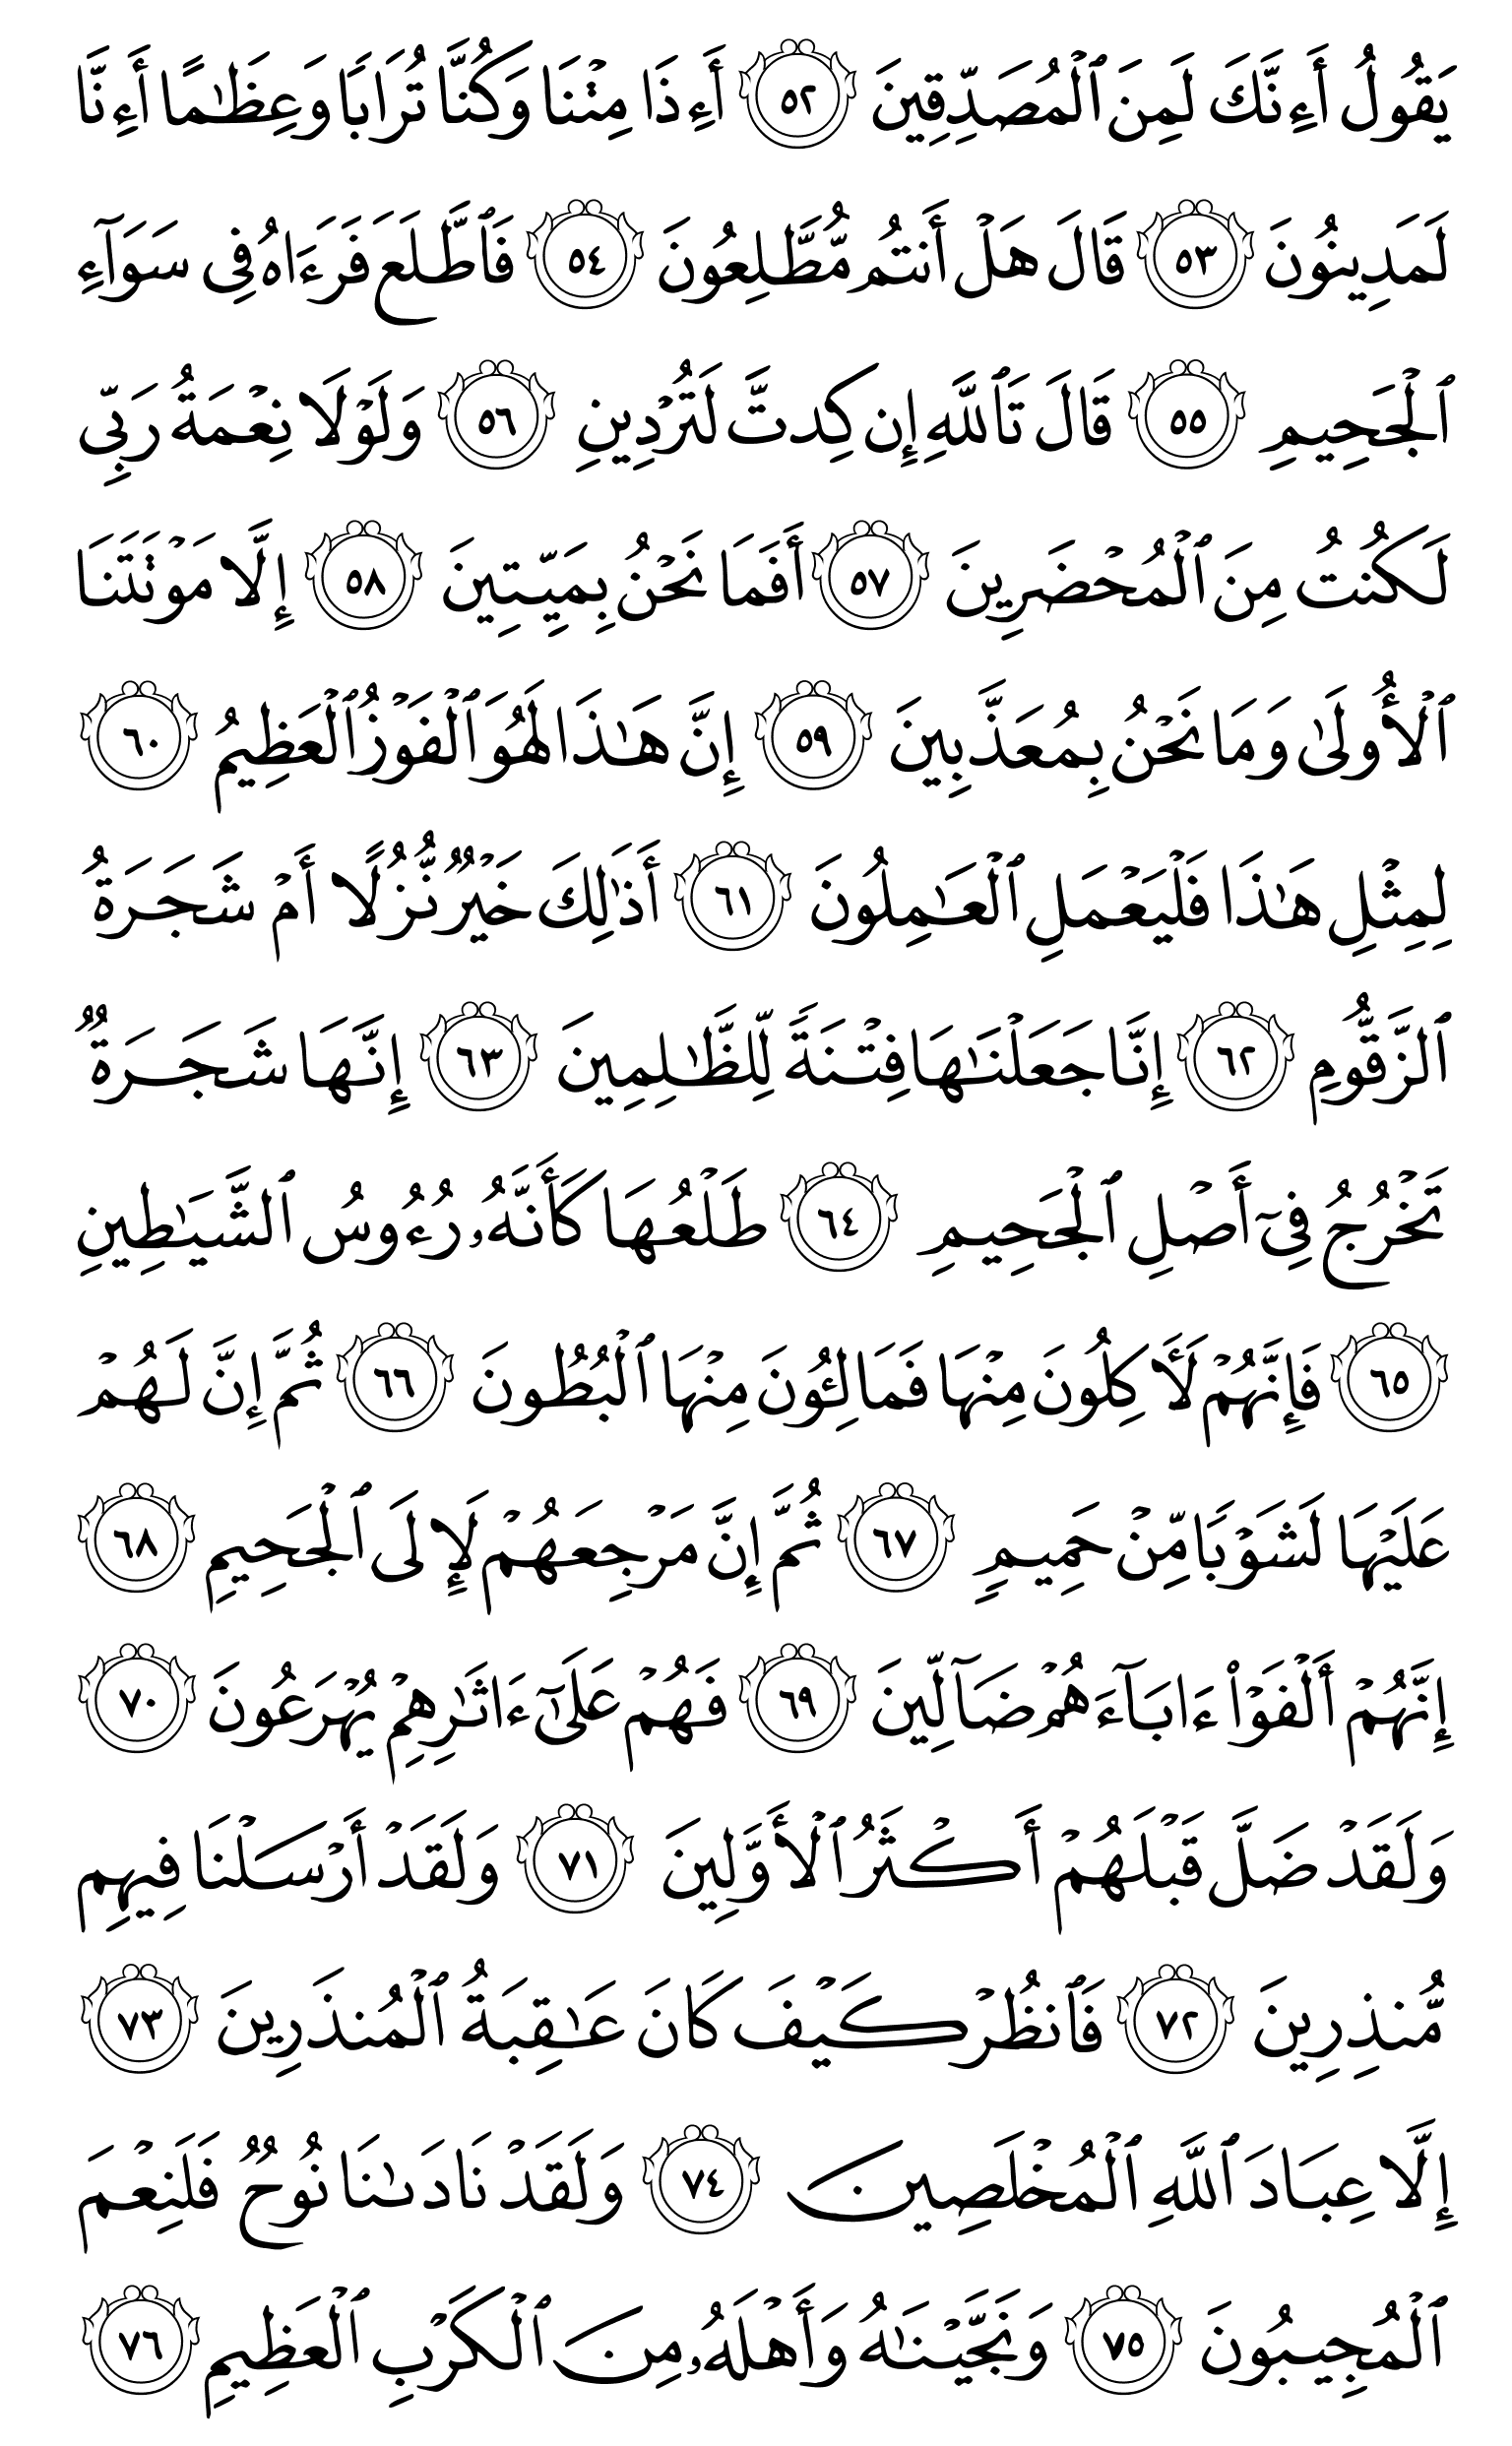 يَقُولُ أَءِنَّكَ لَمِنَ ٱلْمُصَدِّقِينَ ٥٢ أَءِذَا مِتْنَا وَكُنَّا تُرَابًا وَعِظَٰمًا أَءِنَّا
لَمَدِينُونَ ٥٣ قَالَ هَلْ أَنتُم مُّطَّلِعُونَ ٥٤ فَٱطَّلَعَ فَرَءَاهُ فِى سَوَآءِ
ٱلْجَحِيمِ ٥٥ قَالَ تَٱللَّهِ إِن كِدتَّ لَتُرْدِينِ ٥٦ وَلَوْلَا نِعْمَةُ رَبِّى
لَكُنتُ مِنَ ٱلْمُحْضَرِينَ ٥٧ أَفَمَا نَحْنُ بِمَيِّتِينَ ٥٨ إِلَّا مَوْتَتَنَا
ٱلْأُولَىٰ وَمَا نَحْنُ بِمُعَذَّبِينَ ٥٩ إِنَّ هَٰذَا لَهُوَ ٱلْفَوْزُ ٱلْعَظِيمُ ٦٠
لِمِثْلِ هَٰذَا فَلْيَعْمَلِ ٱلْعَٰمِلُونَ ٦١ أَذَٰلِكَ خَيْرٌ نُّزُلًا أَمْ شَجَرَةُ
ٱلزَّقُّومِ ٦٢ إِنَّا جَعَلْنَٰهَا فِتْنَةً لِّلظَّٰلِمِينَ ٦٣ إِنَّهَا شَجَرَةٌ
تَخْرُجُ فِىٓ أَصْلِ ٱلْجَحِيمِ ٦٤ طَلْعُهَا كَأَنَّهُۥ رُءُوسُ ٱلشَّيَٰطِينِ
٦٥ فَإِنَّهُمْ لَـَٔاكِلُونَ مِنْهَا فَمَالِـُٔونَ مِنْهَا ٱلْبُطُونَ ٦٦ ثُمَّ إِنَّ لَهُمْ
عَلَيْهَا لَشَوْبًا مِّنْ حَمِيمٍ ٦٧ ثُمَّ إِنَّ مَرْجِعَهُمْ لَإِلَى ٱلْجَحِيمِ ٦٨
إِنَّهُمْ أَلْفَوْا۟ ءَابَآءَهُمْ ضَآلِّينَ ٦٩ فَهُمْ عَلَىٰٓ ءَاثَٰرِهِمْ يُهْرَعُونَ ٧٠
وَلَقَدْ ضَلَّ قَبْلَهُمْ أَكْثَرُ ٱلْأَوَّلِينَ ٧١ وَلَقَدْ أَرْسَلْنَا فِيهِم
مُّنذِرِينَ ٧٢ فَٱنظُرْ كَيْفَ كَانَ عَٰقِبَةُ ٱلْمُنذَرِينَ ٧٣
إِلَّا عِبَادَ ٱللَّهِ ٱلْمُخْلَصِينَ ٧٤ وَلَقَدْ نَادَىٰنَا نُوحٌ فَلَنِعْمَ
ٱلْمُجِيبُونَ ٧٥ وَنَجَّيْنَٰهُ وَأَهْلَهُۥ مِنَ ٱلْكَرْبِ ٱلْعَظِيمِ ٧٦